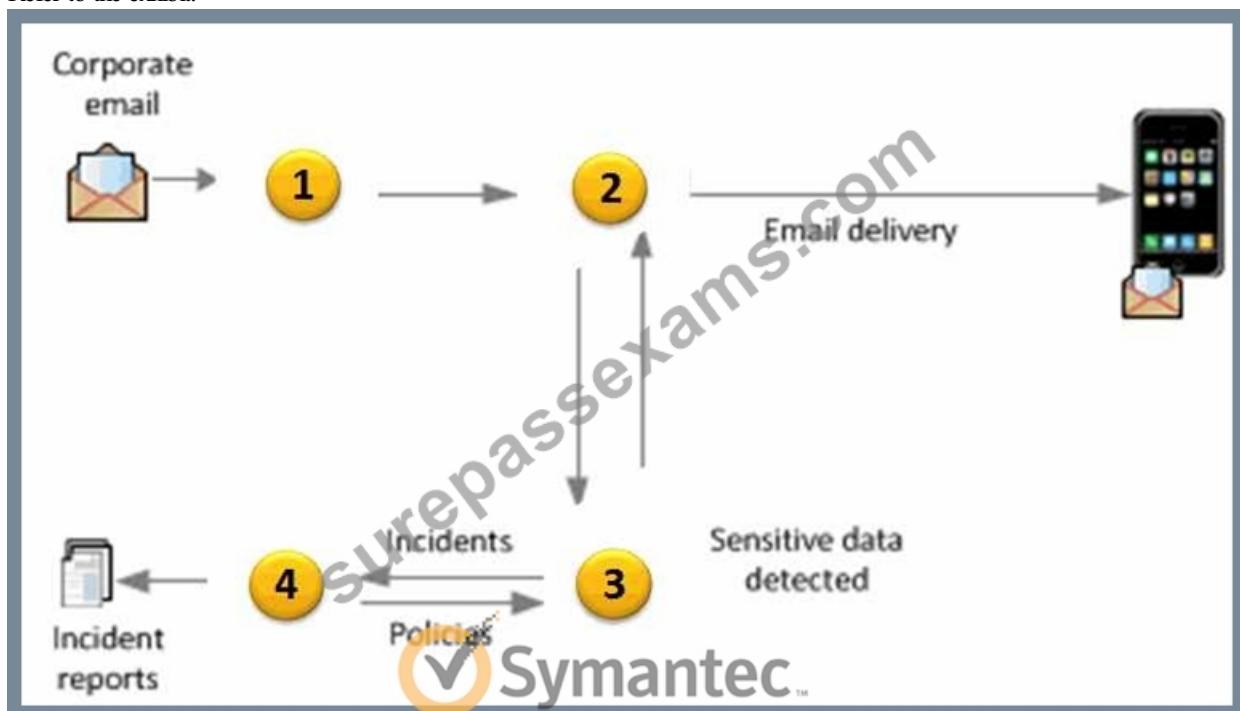 Corporate
email
1
2
Email delivery
surepassexams.com
Incidents
Sensitive data
detected
4
3
Incident
reports
Policies
Symantec